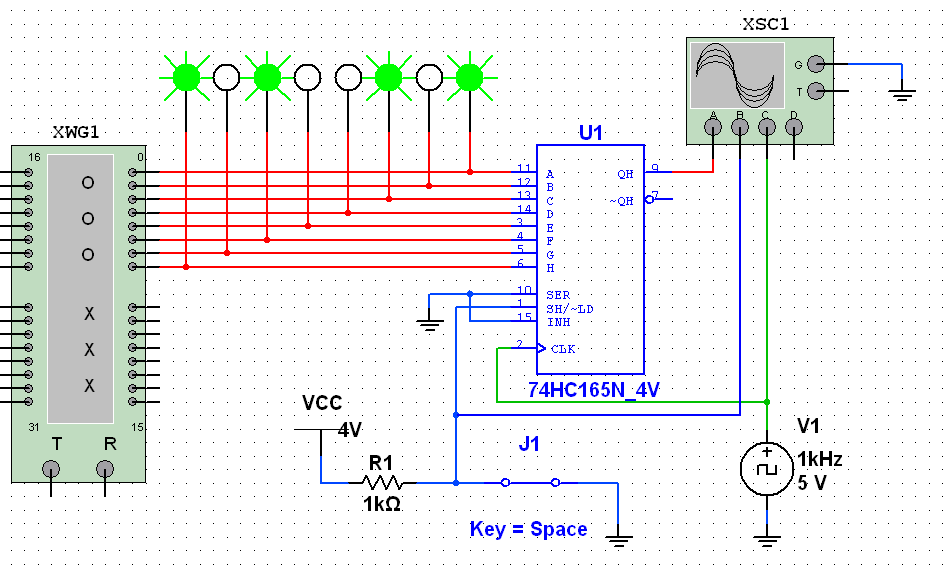 XSC1
G
T
A B C D
XWG1
16 0
O
O
O
X
X
X
31 15
T R
U1
11 A QH 9
12 B
13 C ~QH 7
14 D
3 E
4 F
5 G
6 H
10 SER
1 SH/~LD
15 INH
2 CLK
74HC165N_4V
VCC
4V
R1
1kΩ
J1
Key = Space
V1
1kHz
5 V